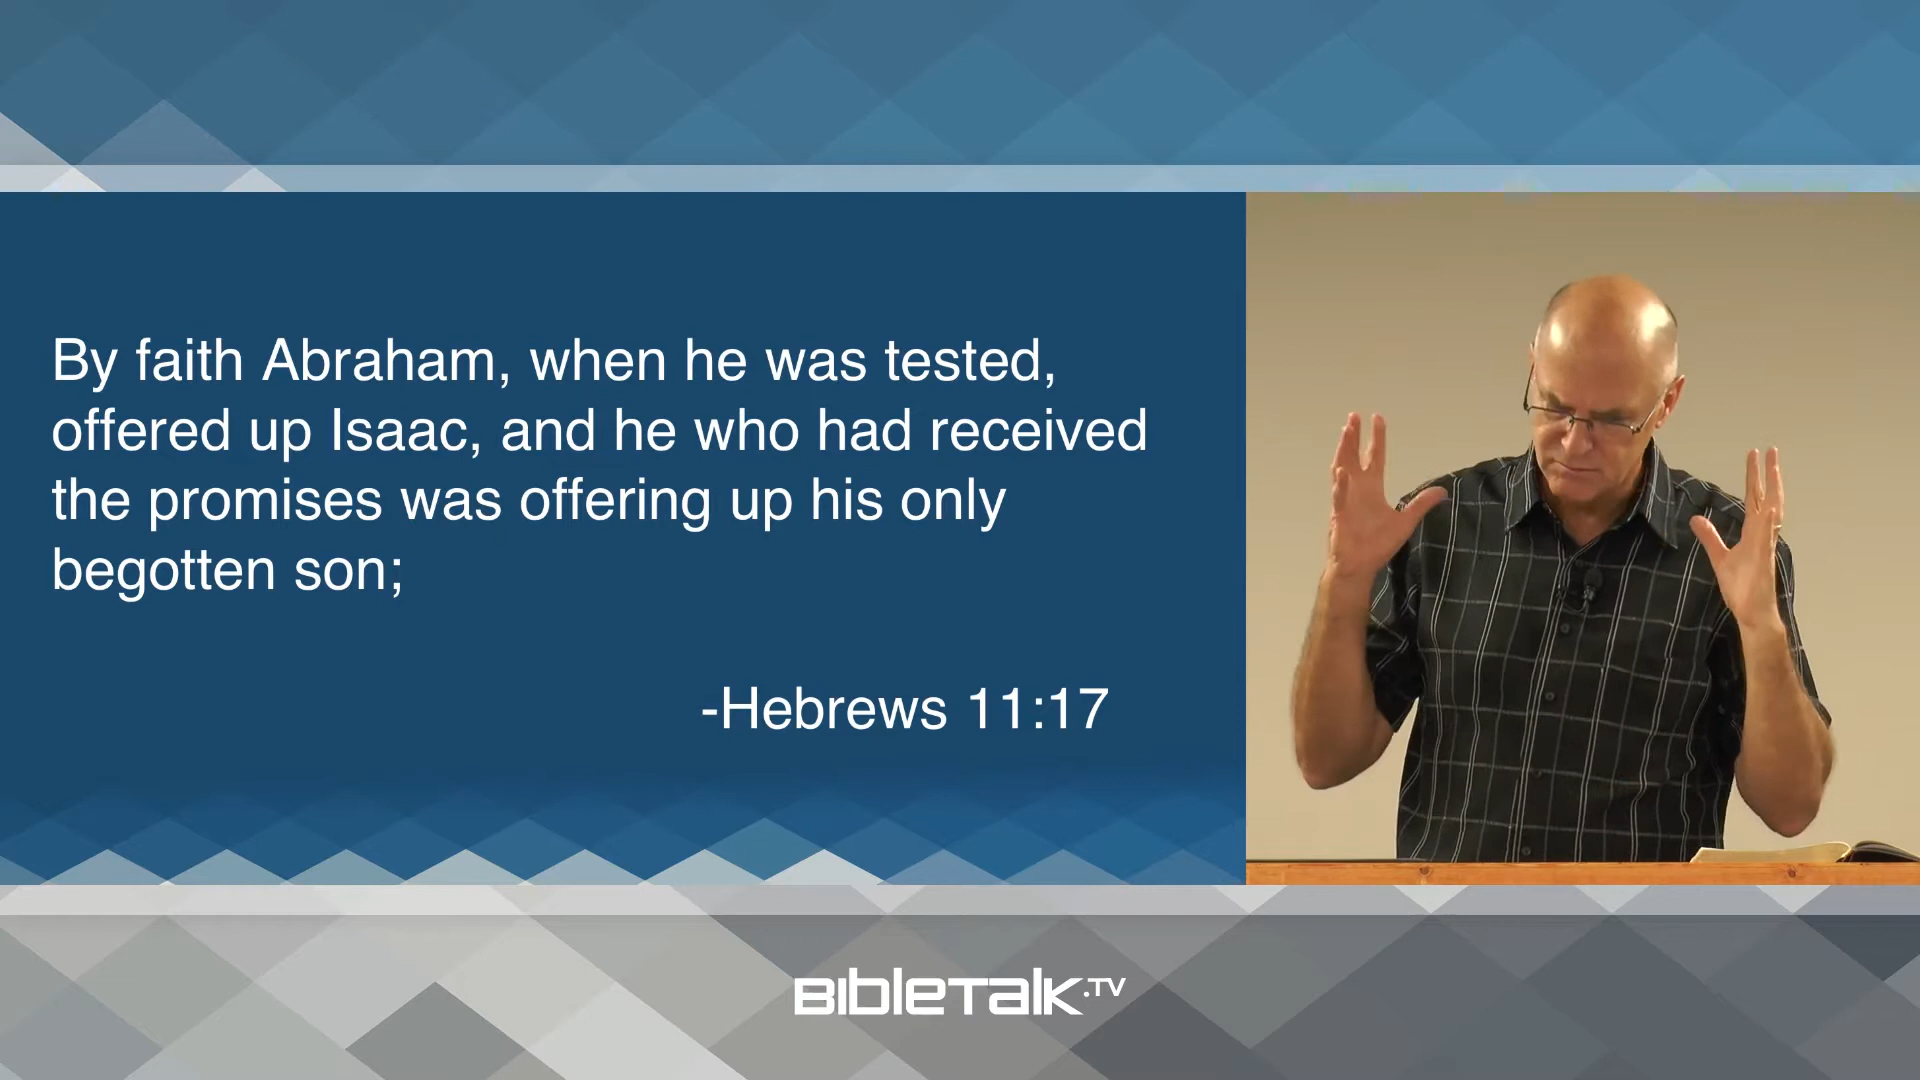 By faith Abraham, when he was tested,
offered up Isaac, and he who had received
the promises was offering up his only
begotten son;
-Hebrews 11:17
BIBLETALK.TV